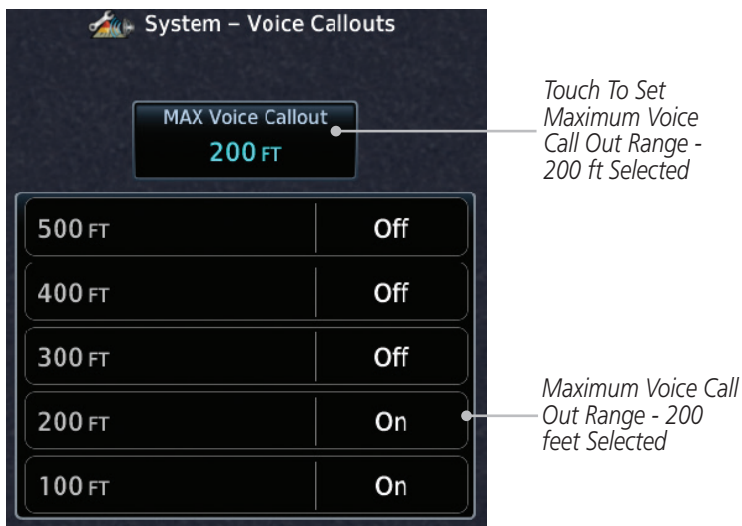 System – Voice Callouts
MAX Voice Callout
200 FT
Touch To Set
Maximum Voice
Call Out Range -
200 ft Selected
500 FT Off
400 FT Off
300 FT Off
200 FT On
100 FT On
Maximum Voice Call
Out Range - 200
feet Selected